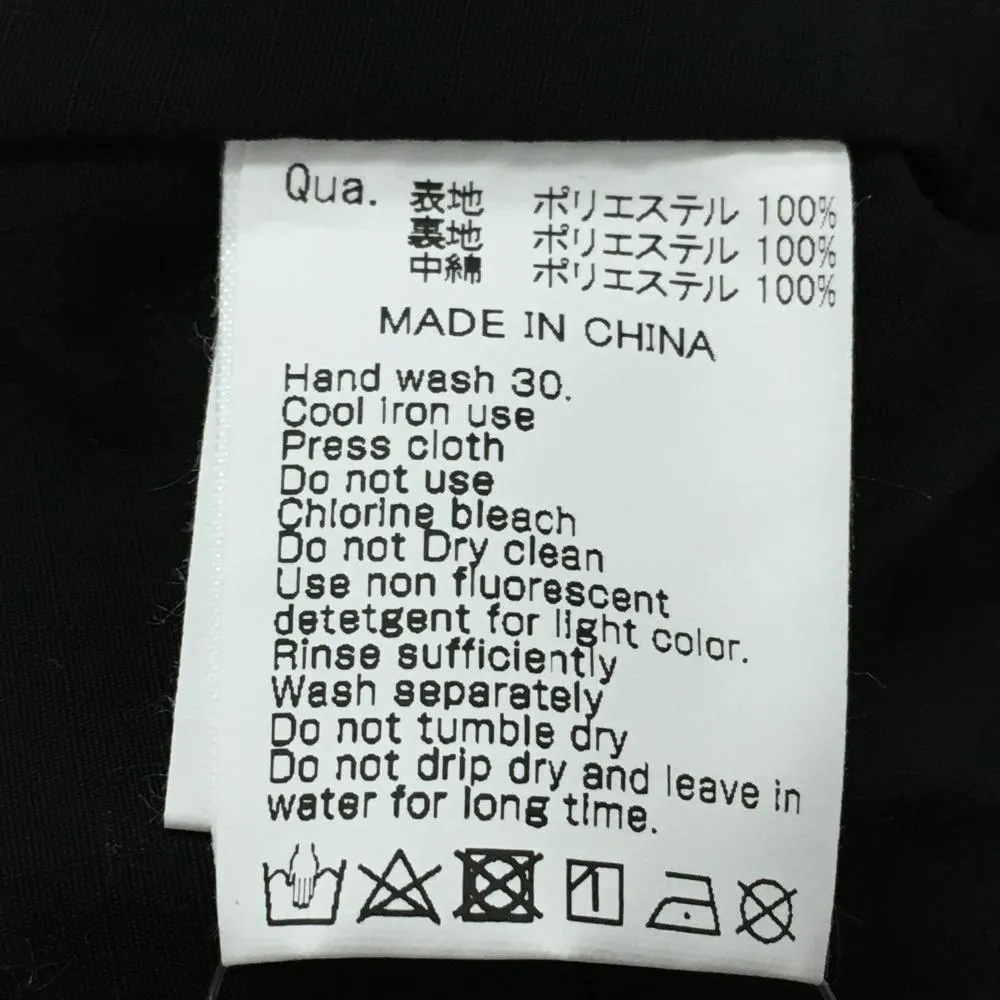 Qua. 表地 ポリエステル 100%
裏地 ポリエステル 100%
中綿 ポリエステル 100%
MADE IN CHINA
Hand wash 30.
Cool iron use
Press cloth
Do not use
Chlorine bleach
Do not Dry clean
Use non fluorescent
detetgent for light color.
Rinse sufficiently
Wash separately
Do not tumble dry
Do not drip dry and leave in
water for long time.